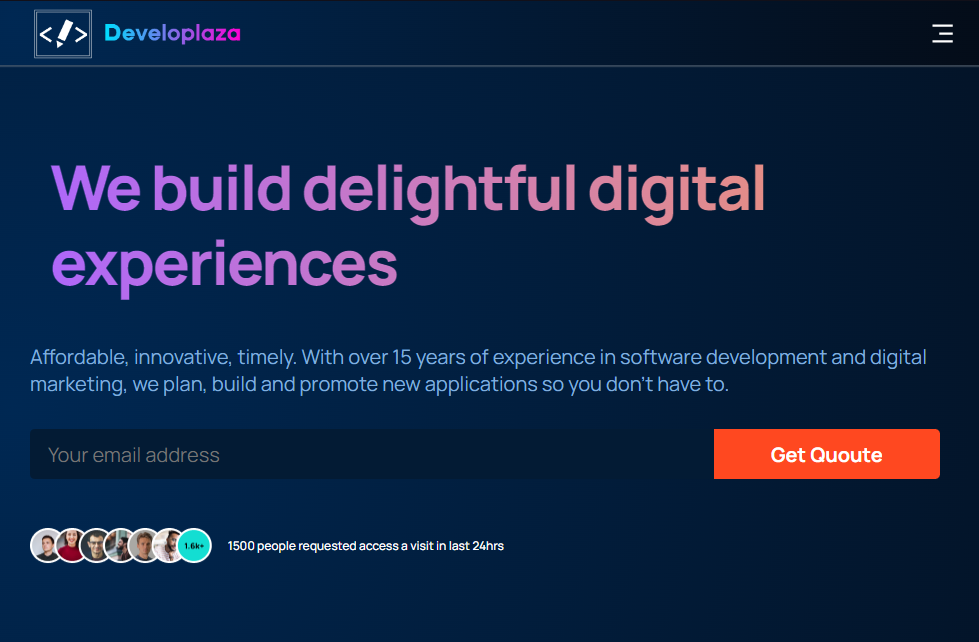 Developlaza
We build delightful digital
experiences
Affordable, innovative, timely. With over 15 years of experience in software development and digital
marketing, we plan, build and promote new applications so you don't have to.
Your email address
Get Quoute
1.6k+
1500 people requested access a visit in last 24hrs